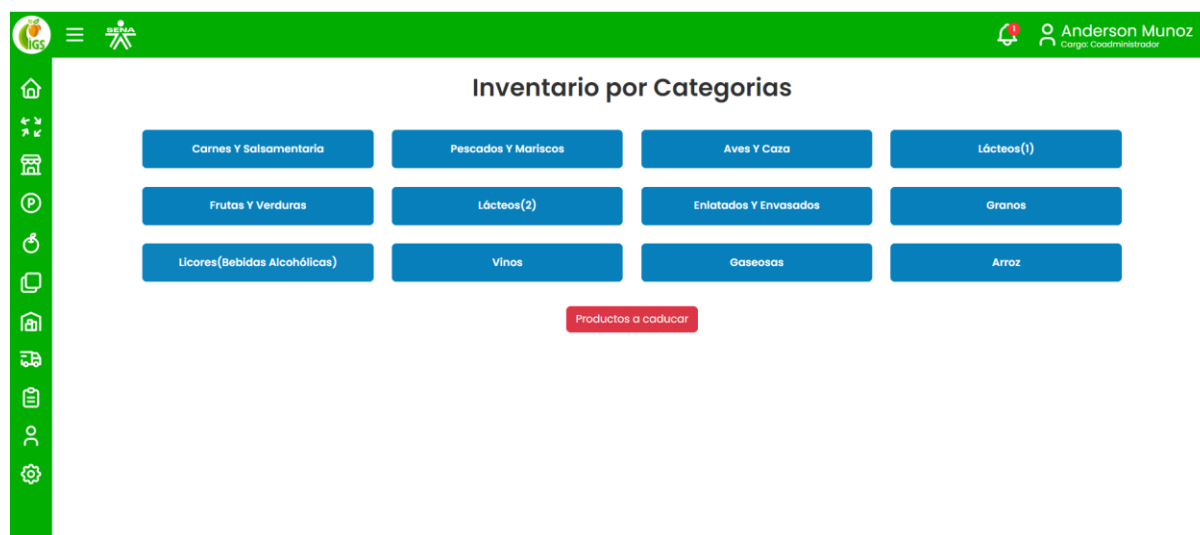 IGS
SENA
1
Anderson Munoz
Cargo: Coadministrador
Inventario por Categorias
Carnes Y Salsamentaria
Pescados Y Mariscos
Aves Y Caza
Lácteos(1)
Frutas Y Verduras
Lácteos(2)
Enlatados Y Envasados
Granos
Licores(Bebidas Alcohólicas)
Vinos
Gaseosas
Arroz
Productos a caducar
P